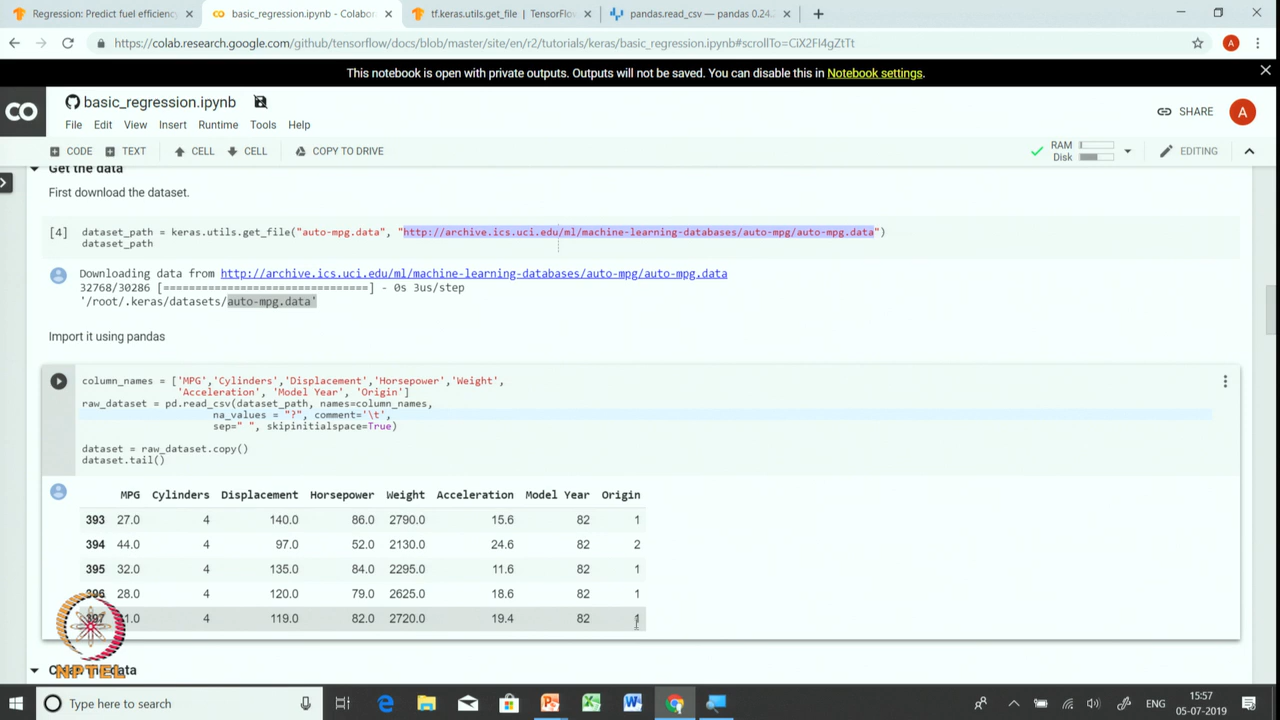 Regression: Predict fuel efficienc
basic_regression.ipynb - Colabor
tf.keras.utils.get_file | TensorFlow
pandas.read_csv — pandas 0.24.
https://colab.research.google.com/github/tensorflow/docs/blob/master/site/en/r2/tutorials/keras/basic_regression.ipynb#scrollTo=CiX2FI4gZtTt
A
This notebook is open with private outputs. Outputs will not be saved. You can disable this in Notebook settings.
CO
basic_regression.ipynb
SHARE
A
File Edit View Insert Runtime Tools Help
CODE TEXT CELL CELL COPY TO DRIVE
RAM
Disk
EDITING
Get the data
First download the dataset.
[4] dataset_path = keras.utils.get_file("auto-mpg.data", "http://archive.ics.uci.edu/ml/machine-learning-databases/auto-mpg/auto-mpg.data")
dataset_path
Downloading data from http://archive.ics.uci.edu/ml/machine-learning-databases/auto-mpg/auto-mpg.data
32768/30286 [==============================] - 0s 3us/step
'/root/.keras/datasets/auto-mpg.data'
Import it using pandas
column_names = ['MPG','Cylinders','Displacement','Horsepower','Weight',
'Acceleration', 'Model Year', 'Origin']
raw_dataset = pd.read_csv(dataset_path, names=column_names,
na_values = "?", comment='\t',
sep=" ", skipinitialspace=True)
dataset = raw_dataset.copy()
dataset.tail()
MPG Cylinders Displacement Horsepower Weight Acceleration Model Year Origin
393 27.0 4 140.0 86.0 2790.0 15.6 82 1
394 44.0 4 97.0 52.0 2130.0 24.6 82 2
395 32.0 4 135.0 84.0 2295.0 11.6 82 1
396 28.0 4 120.0 79.0 2625.0 18.6 82 1
397 1.0 4 119.0 82.0 2720.0 19.4 82 1
the data
NPTEL
Type here to search
ENG
15:57
05-07-2019